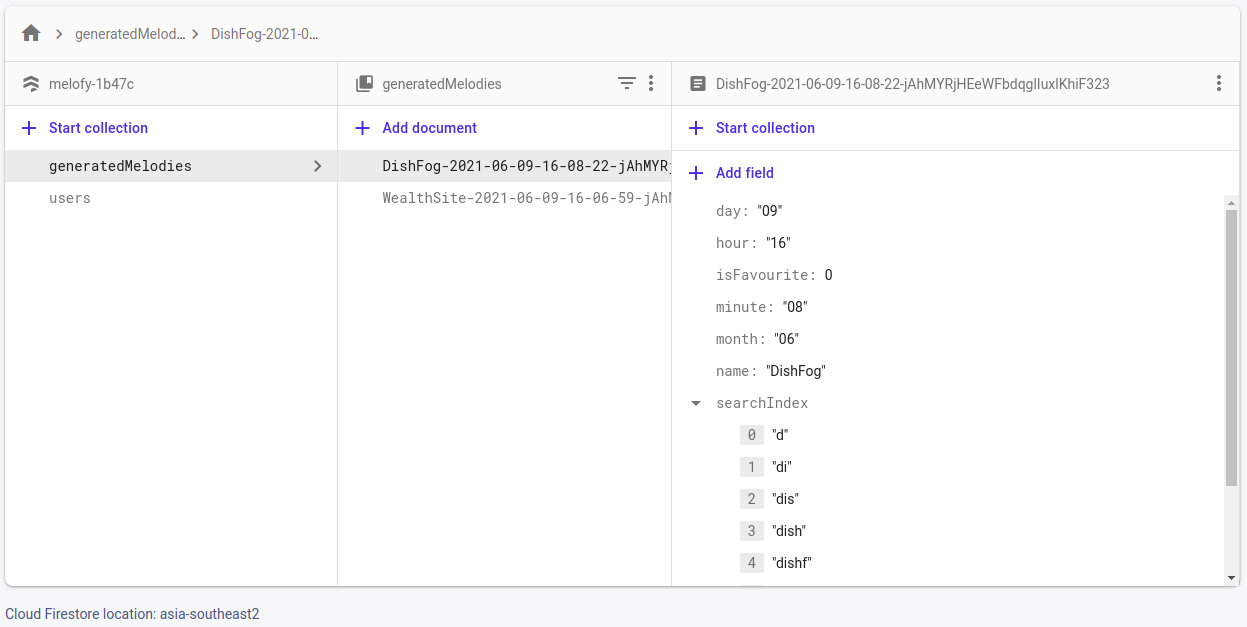 generatedMelod... DishFog-2021-0...
melofy-1b47c
generatedMelodies
DishFog-2021-06-09-16-08-22-jAhMYRjHEeWFbdqgIluxlKhiF323
Start collection
Add document
Start collection
generatedMelodies
users
DishFog-2021-06-09-16-08-22-jAhMYRj
WealthSite-2021-06-09-16-06-59-jAhM
Add field
day: "09"
hour: "16"
isFavourite: 0
minute: "08"
month: "06"
name: "DishFog"
searchIndex
0 "d"
1 "di"
2 "dis"
3 "dish"
4 "dishf"
Cloud Firestore location: asia-southeast2